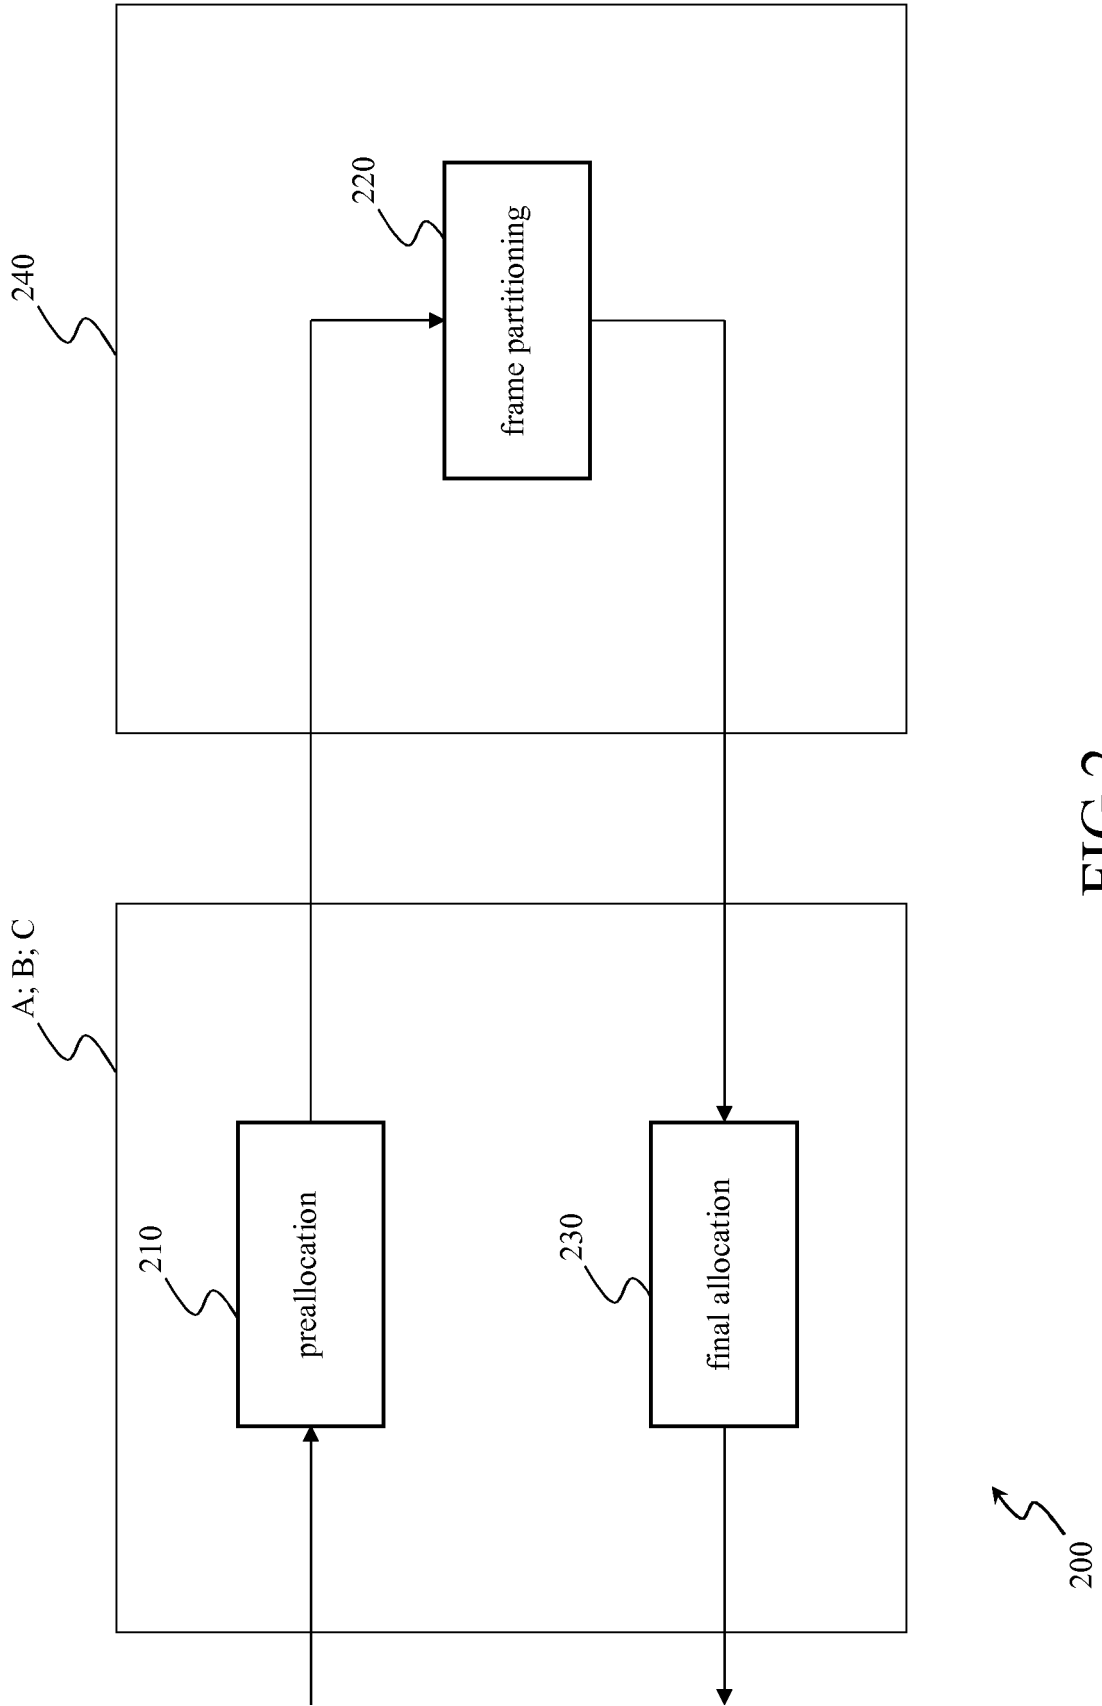 A; B; C
240
210
preallocation
220
frame partitioning
230
final allocation
200
FIG 2